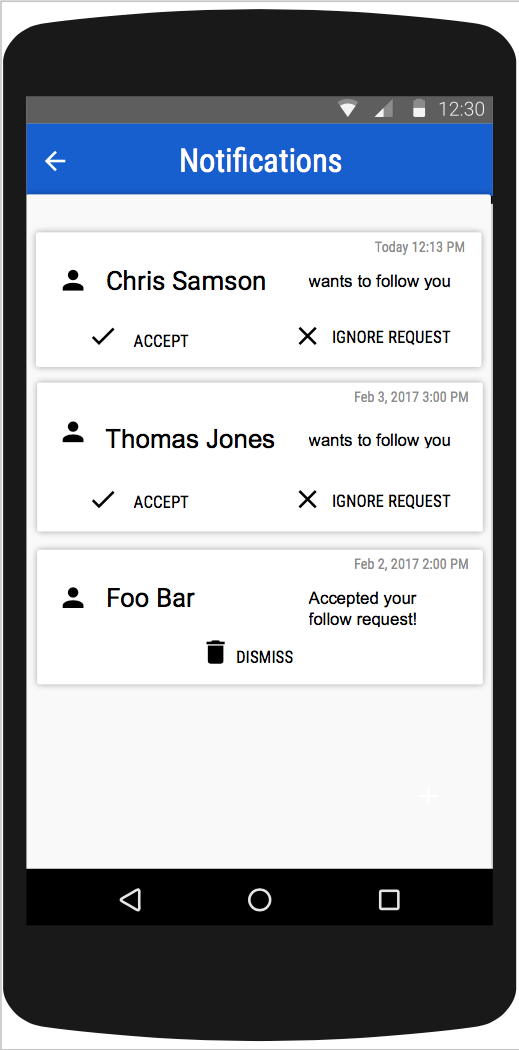 12:30
Notifications
Today 12:13 PM
Chris Samson wants to follow you
ACCEPT IGNORE REQUEST
Feb 3, 2017 3:00 PM
Thomas Jones wants to follow you
ACCEPT IGNORE REQUEST
Feb 2, 2017 2:00 PM
Foo Bar Accepted your
follow request!
DISMISS